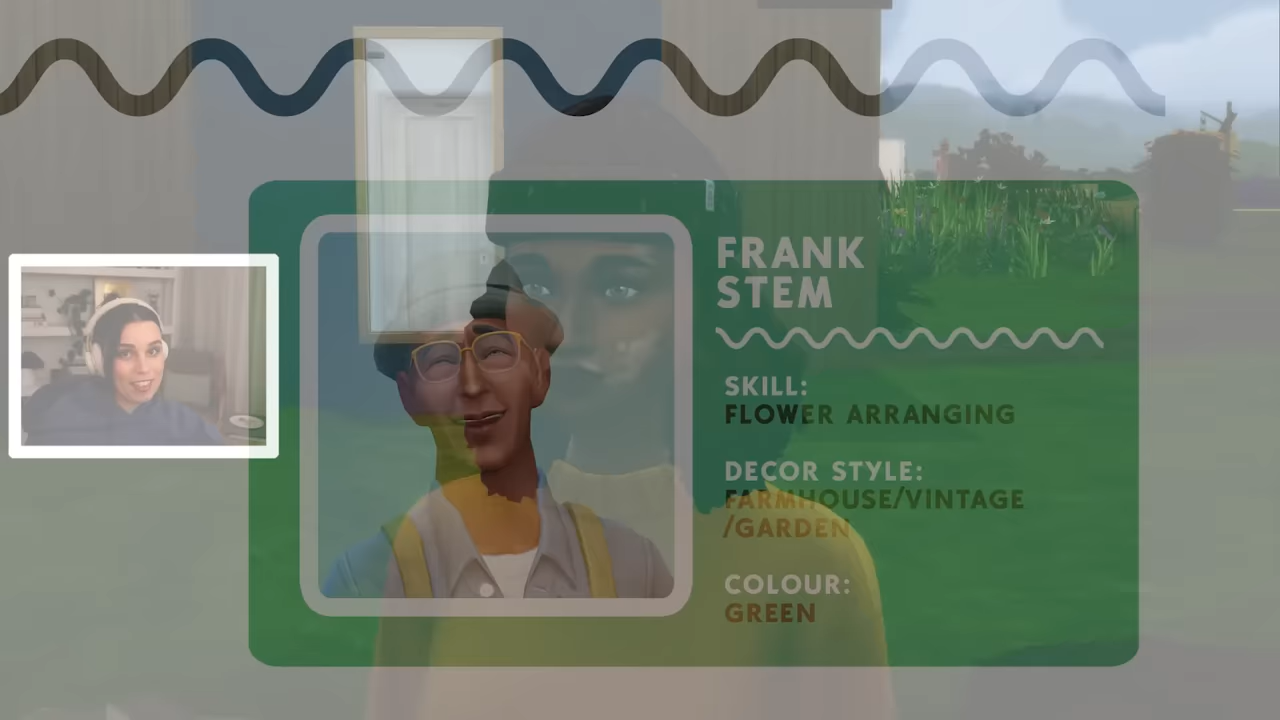 FRANK
STEM
SKILL:
FLOWER ARRANGING
DECOR STYLE:
FARMHOUSE/VINTAGE
/GARDEN
COLOUR:
GREEN